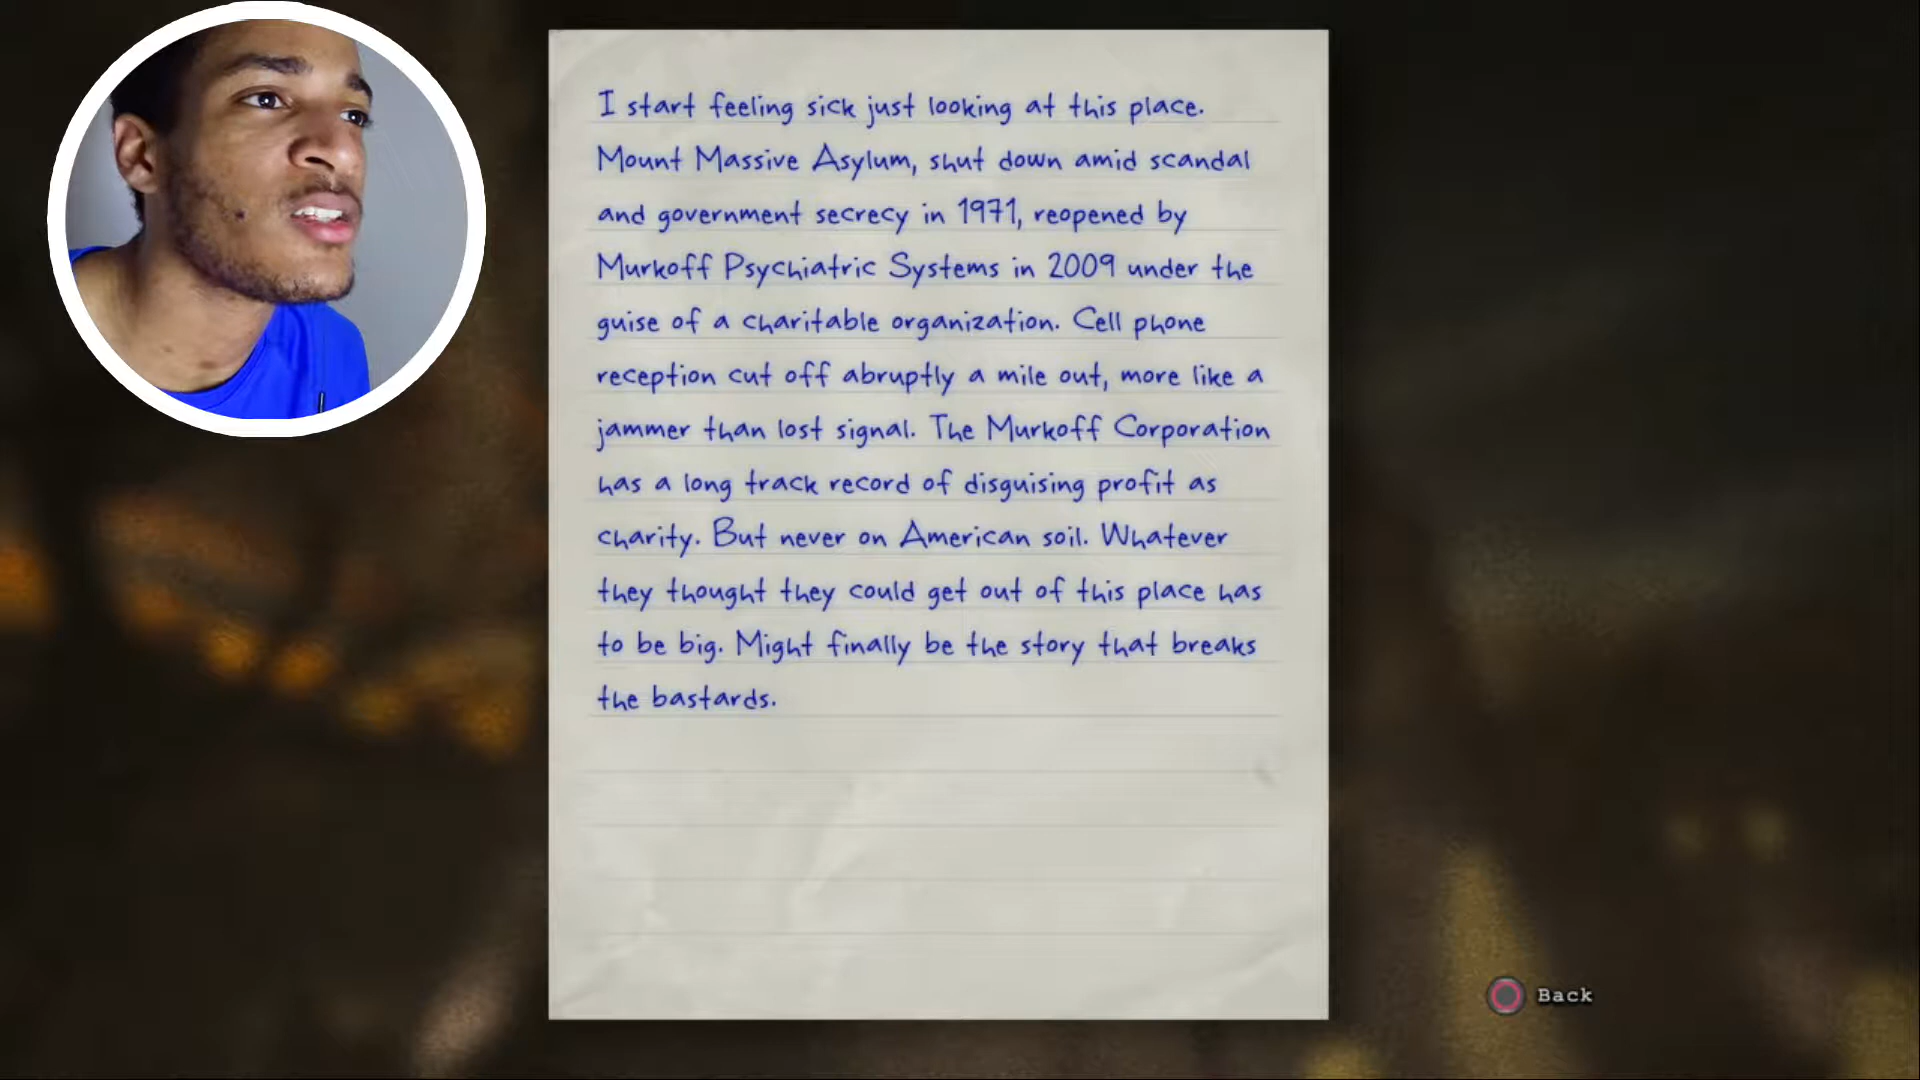 I start feeling sick just looking at this place.
Mount Massive Asylum, shut down amid scandal
and government secrecy in 1971, reopened by
Murkoff Psychiatric Systems in 2009 under the
guise of a charitable organization. Cell phone
reception cut off abruptly a mile out, more like a
jammer than lost signal. The Murkoff Corporation
has a long track record of disguising profit as
charity. But never on American soil. Whatever
they thought they could get out of this place has
to be big. Might finally be the story that breaks
the bastards.
Back